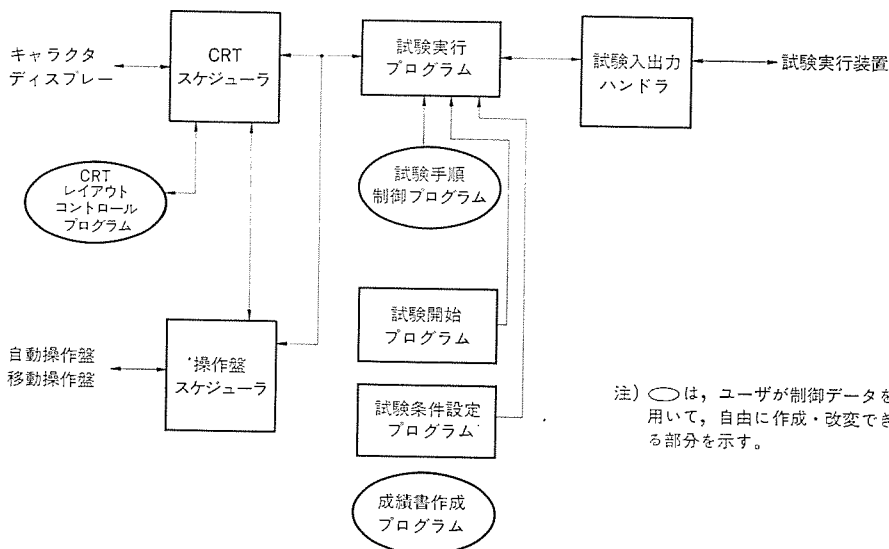 キャラクタ
ディスプレー
CRT
スケジューラ
試験実行
プログラム
試験入出力
ハンドラ
試験実行装置
CRT
レイアウト
コントロール
プログラム
試験手順
制御プログラム
試験開始
プログラム
自動操作盤
移動操作盤
操作盤
スケジューラ
試験条件設定
プログラム
注) ◯は，ユーザが制御データを
用いて，自由に作成・改変でき
る部分を示す。
成績書作成
プログラム